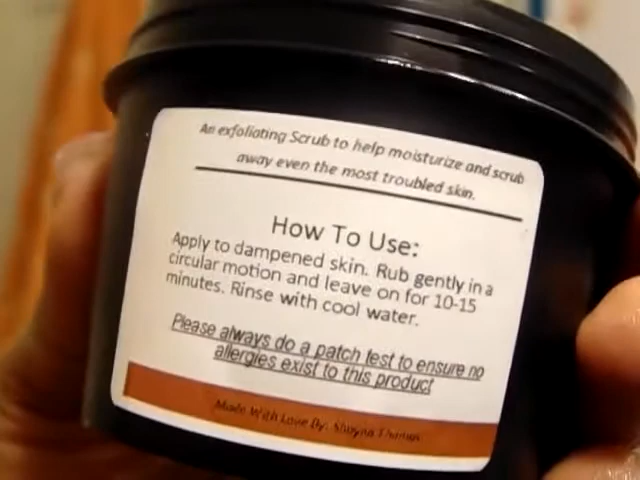 An exfoliating Scrub to help moisturize and scrub
away even the most troubled skin.
How To Use:
Apply to dampened skin. Rub gently in a
circular motion and leave on for 10-15
minutes. Rinse with cool water.
Please always do a patch test to ensure no
allergies exist to this product
Made With Love By: Shayna Thomas